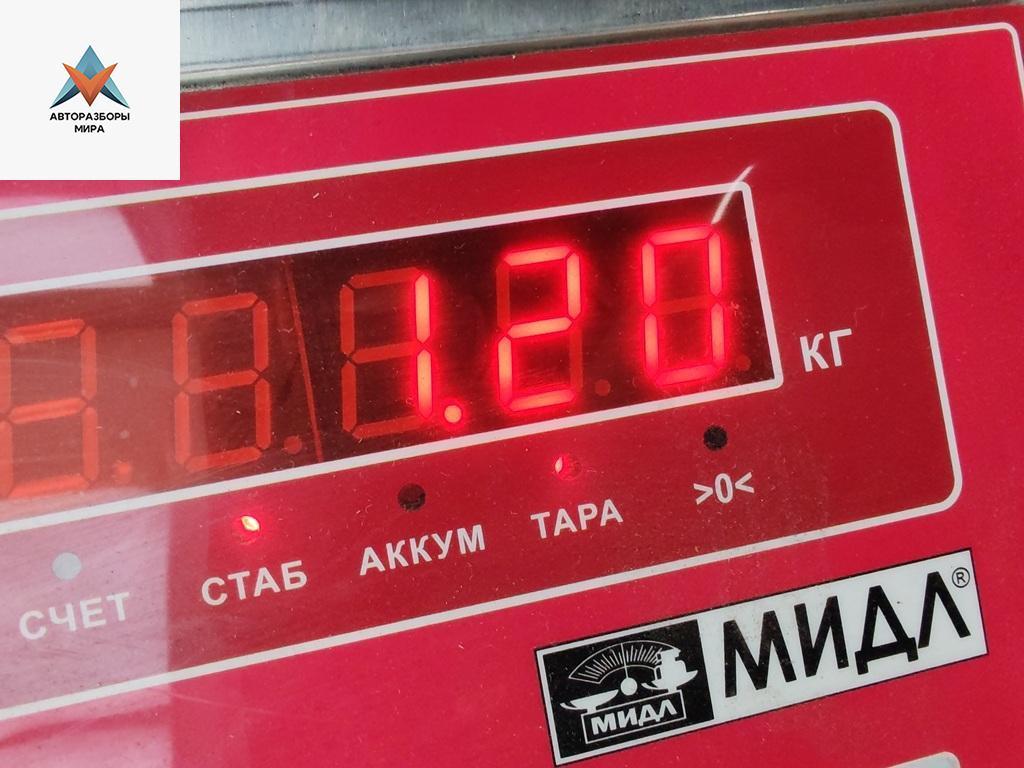 АВТОРАЗБОРЫ
МИРА
1.20
КГ
СЧЕТ
СТАБ
АККУМ
ТАРА
>0<
МИДЛ®
МИДЛ